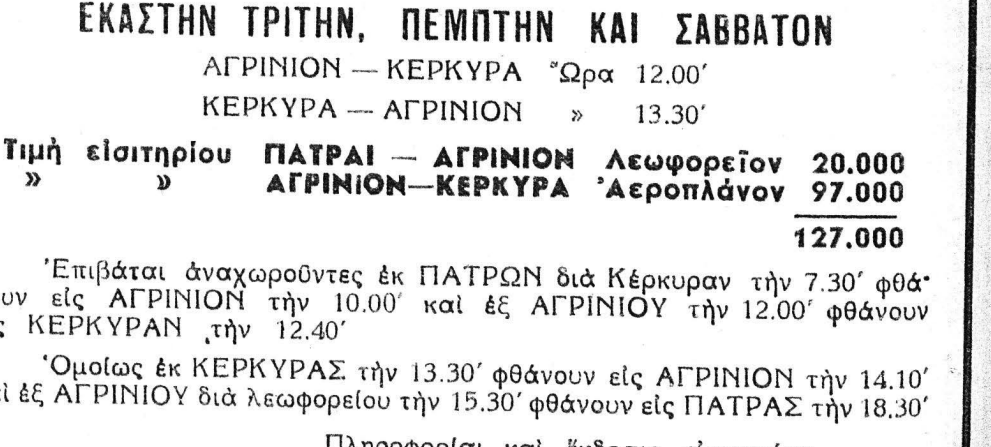 ΕΚΑΣΤΗΝ ΤΡΙΤΗΝ, ΠΕΜΠΤΗΝ ΚΑΙ ΣΑΒΒΑΤΟΝ
ΑΓΡΙΝΙΟΝ — ΚΕΡΚΥΡΑ Ὥρα 12.00′
ΚΕΡΚΥΡΑ — ΑΓΡΙΝΙΟΝ » 13.30′
Τιμὴ εἰσιτηρίου ΠΑΤΡΑΙ — ΑΓΡΙΝΙΟΝ Λεωφορεῖον 20.000
» » ΑΓΡΙΝΙΟΝ—ΚΕΡΚΥΡΑ Ἀεροπλάνον 97.000
127.000
Ἐπιβάται ἀναχωροῦντες ἐκ ΠΑΤΡΩΝ διὰ Κέρκυραν τὴν 7.30′ φθά-
υν εἰς ΑΓΡΙΝΙΟΝ τὴν 10.00′ καὶ ἐξ ΑΓΡΙΝΙΟΥ τὴν 12.00′ φθάνουν
ς ΚΕΡΚΥΡΑΝ τὴν 12.40′
Ὁμοίως ἐκ ΚΕΡΚΥΡΑΣ τὴν 13.30′ φθάνουν εἰς ΑΓΡΙΝΙΟΝ τὴν 14.10′
ὶ ἐξ ΑΓΡΙΝΙΟΥ διὰ λεωφορείου τὴν 15.30′ φθάνουν εἰς ΠΑΤΡΑΣ τὴν 18.30′
Πληροφορίαι καὶ